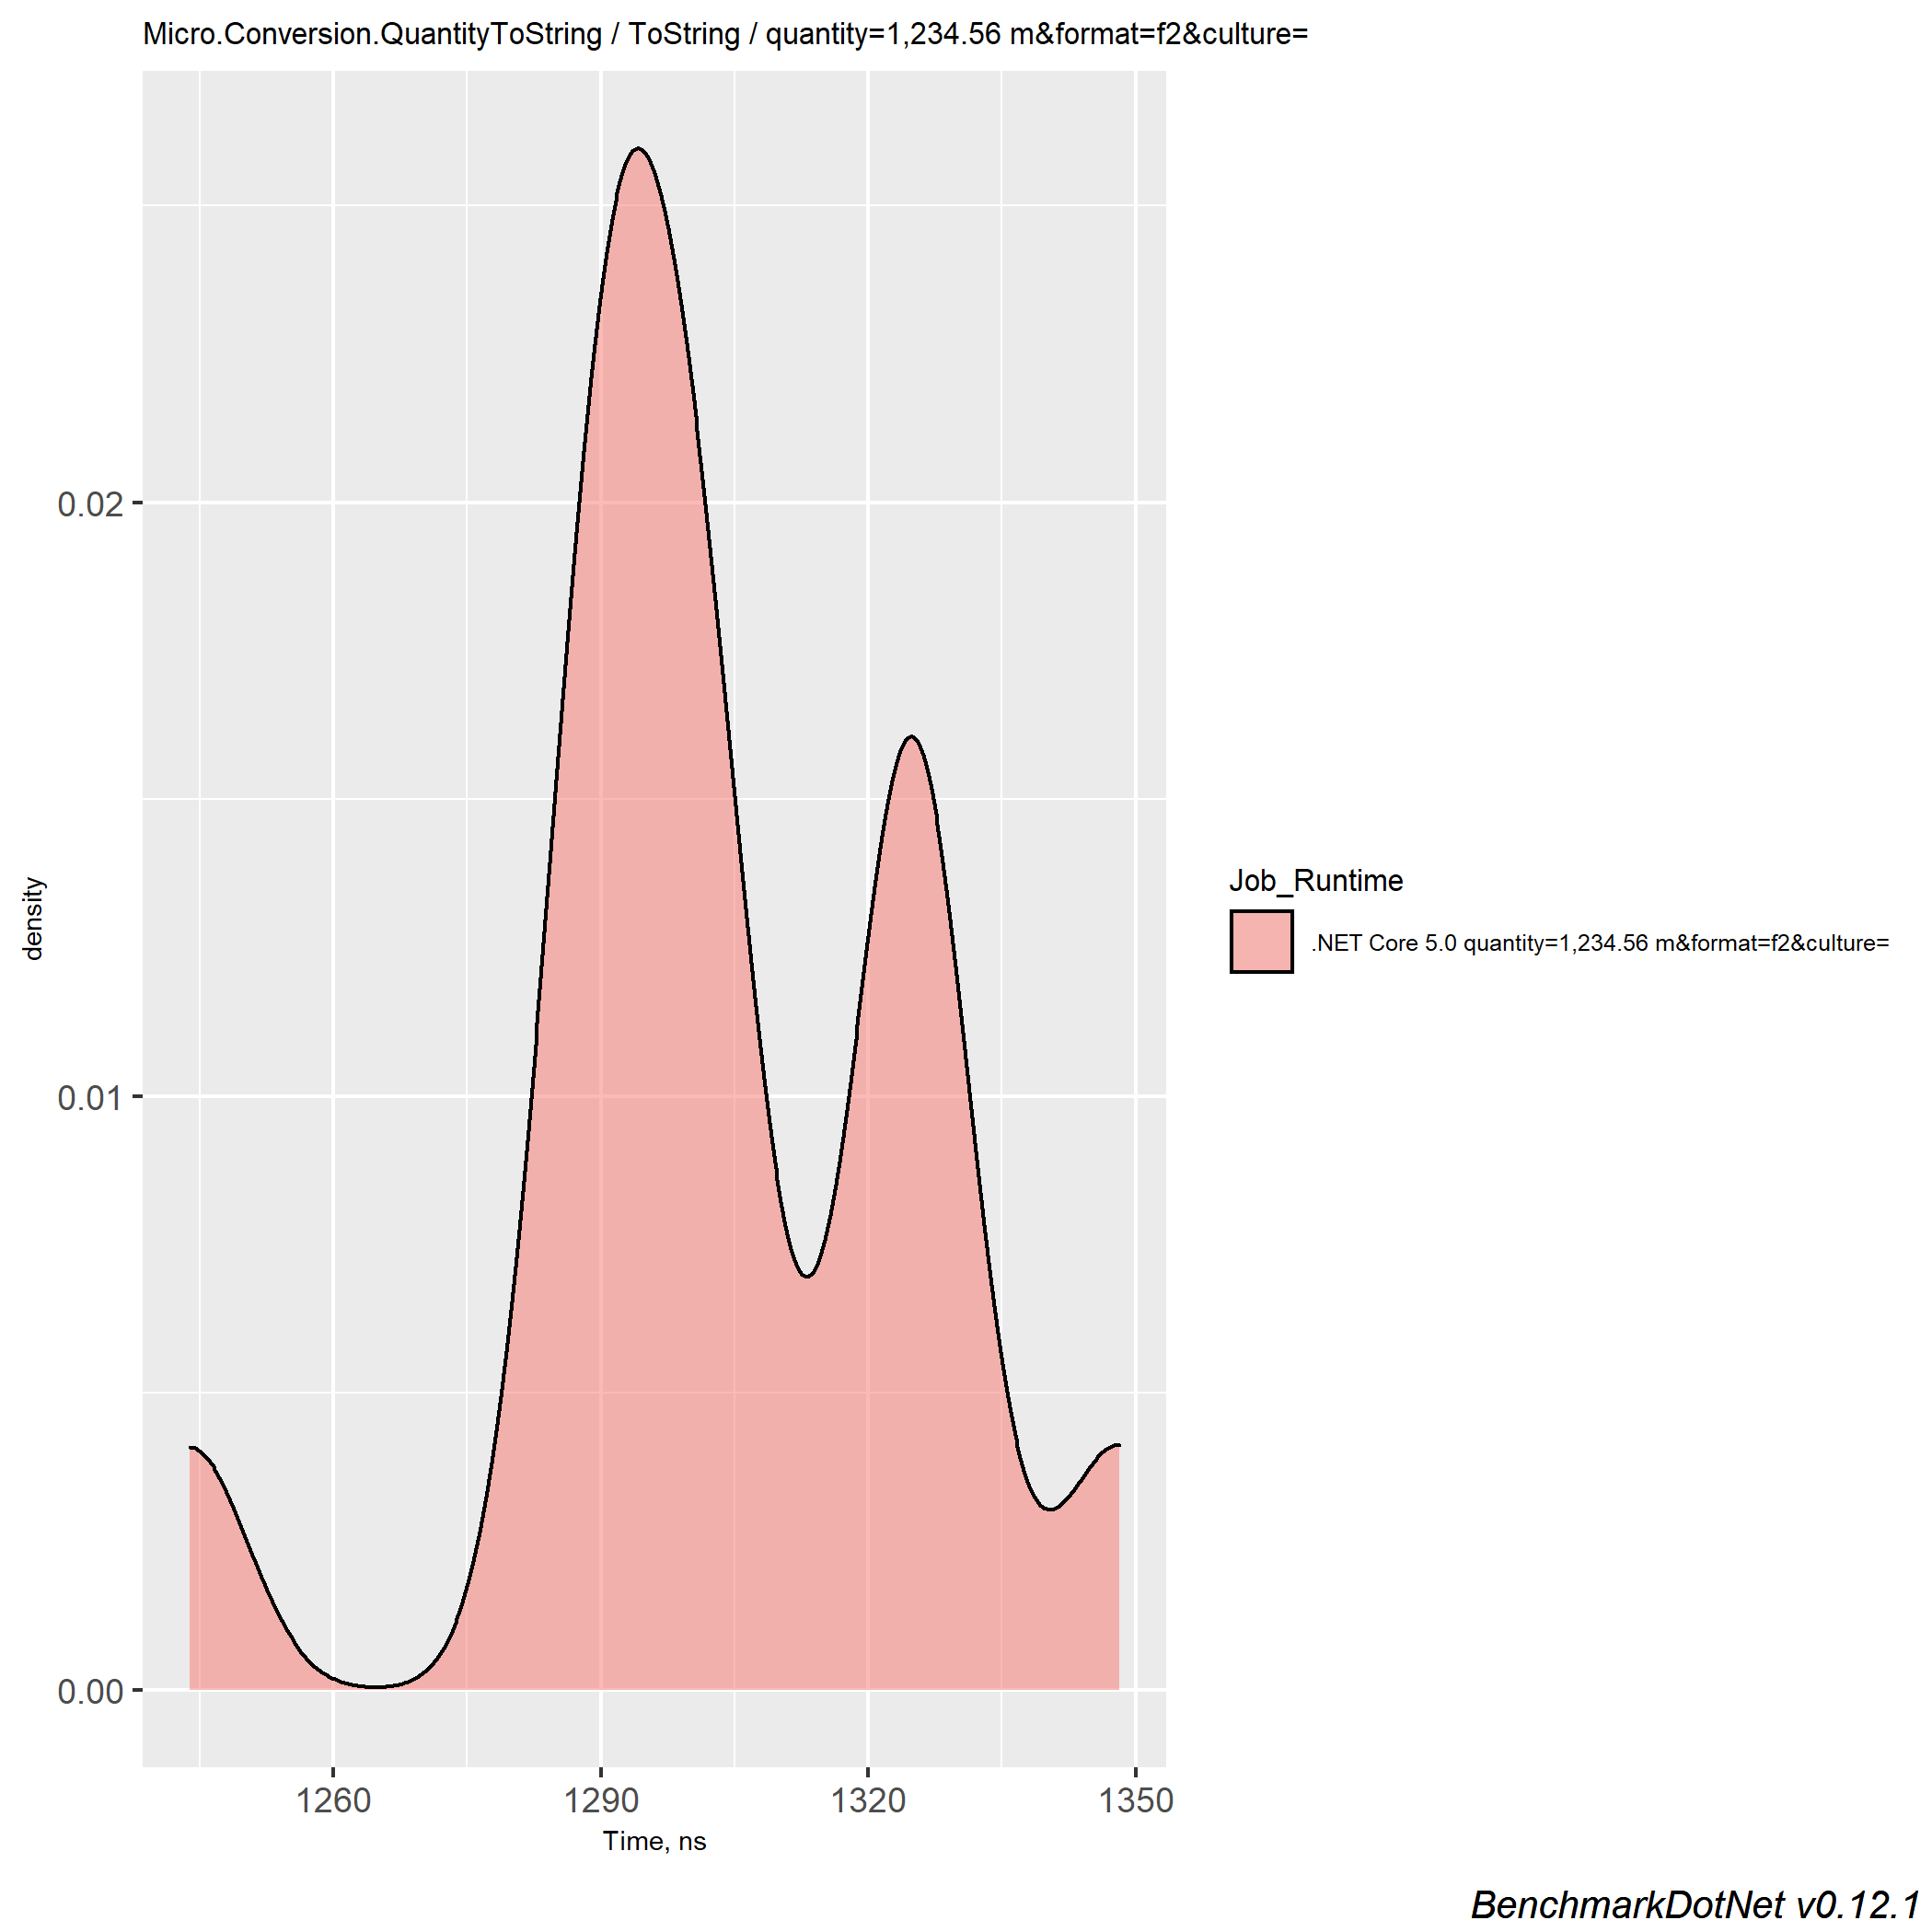 Micro.Conversion.QuantityToString / ToString / quantity=1,234.56 m&format=f2&culture=
0.02
0.01
0.00
density
1260 1290 1320 1350
Time, ns
Job_Runtime
.NET Core 5.0 quantity=1,234.56 m&format=f2&culture=
BenchmarkDotNet v0.12.1